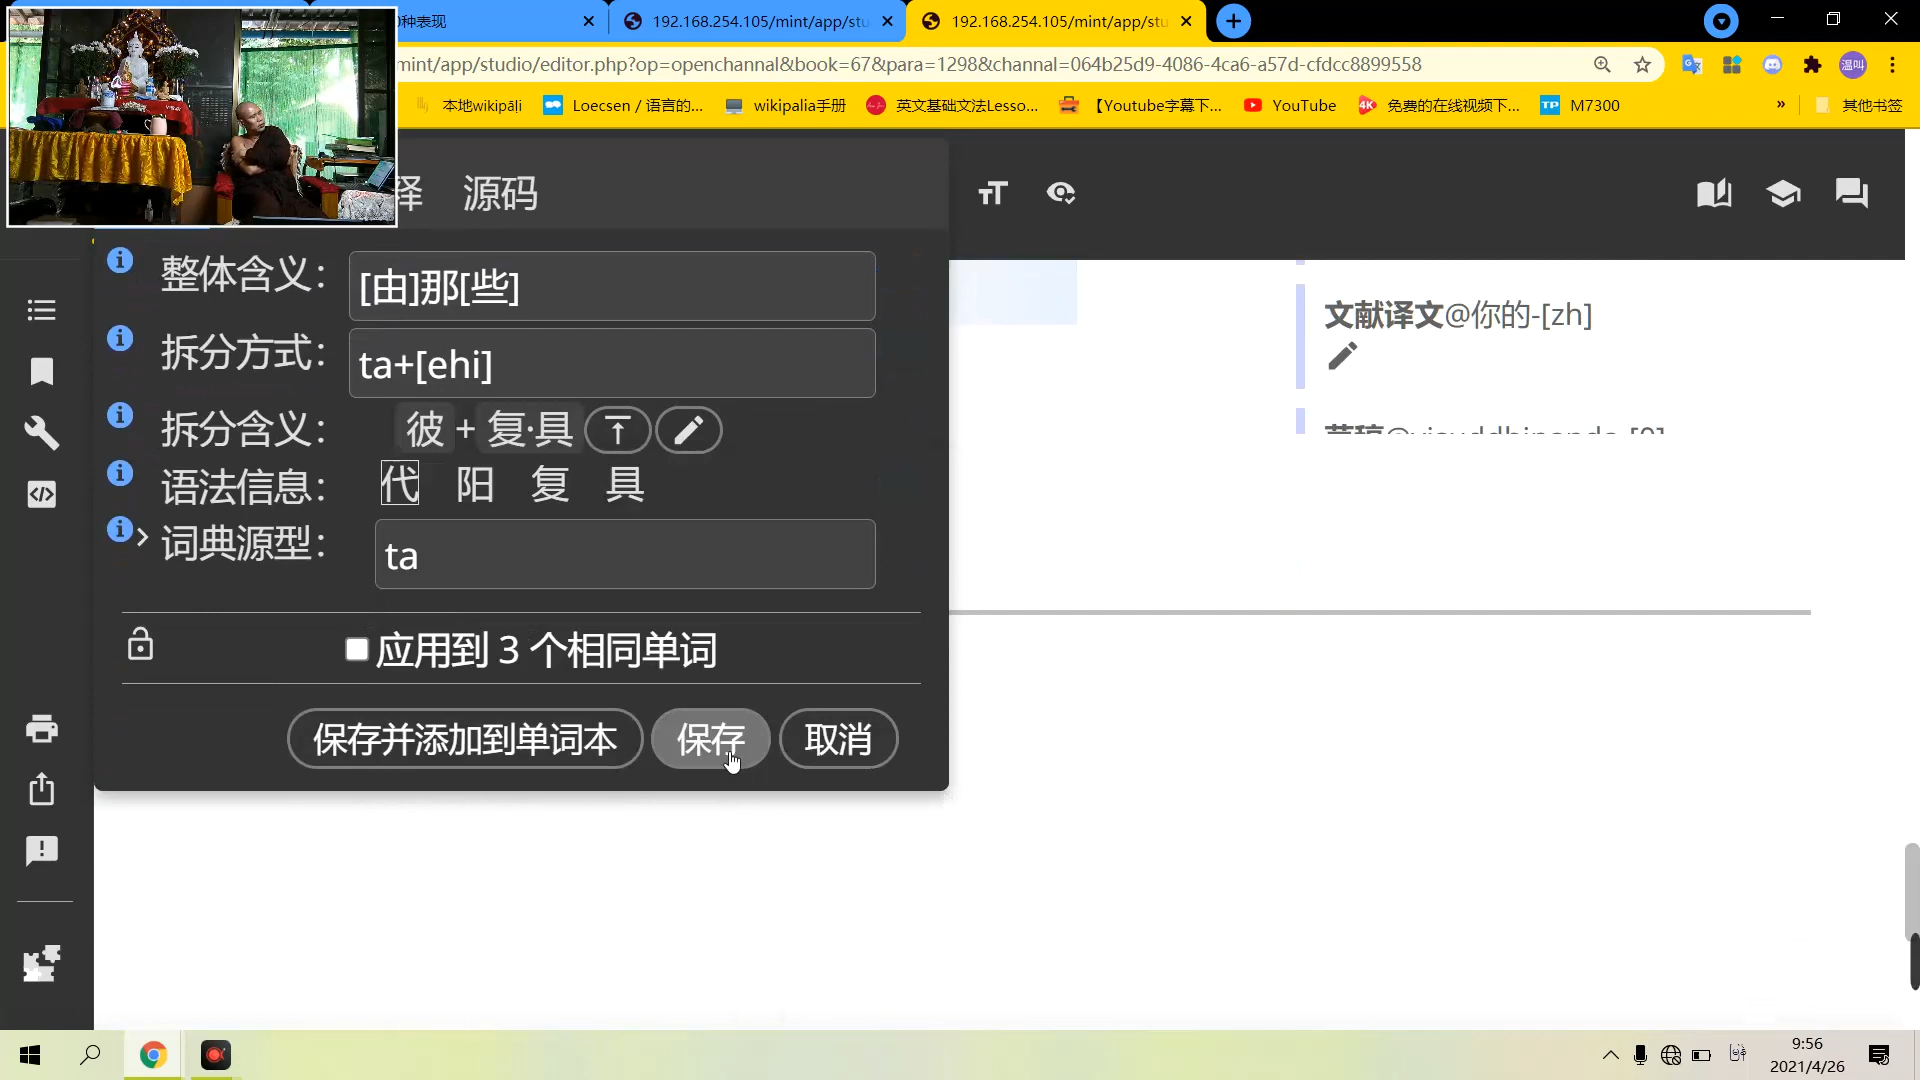 0种表现
192.168.254.105/mint/app/stu
192.168.254.105/mint/app/stu
mint/app/studio/editor.php?op=openchannal&book=67&para=1298&channal=064b25d9-4086-4ca6-a57d-cfdcc8899558
温叫
本地wikipāḷi
Loecsen / 语言的...
wikipalia手册
英文基础文法Lesso...
【Youtube字幕下...
YouTube
4K
免费的在线视频下...
TP
M7300
»
其他书签
译 源码
整体含义：
[由]那[些]
拆分方式：
ta+[ehi]
拆分含义：
彼 + 复·具
语法信息：
代 阳 复 具
词典源型：
ta
应用到 3 个相同单词
保存并添加到单词本
保存
取消
文献译文@你的-[zh]
9:56
2021/4/26